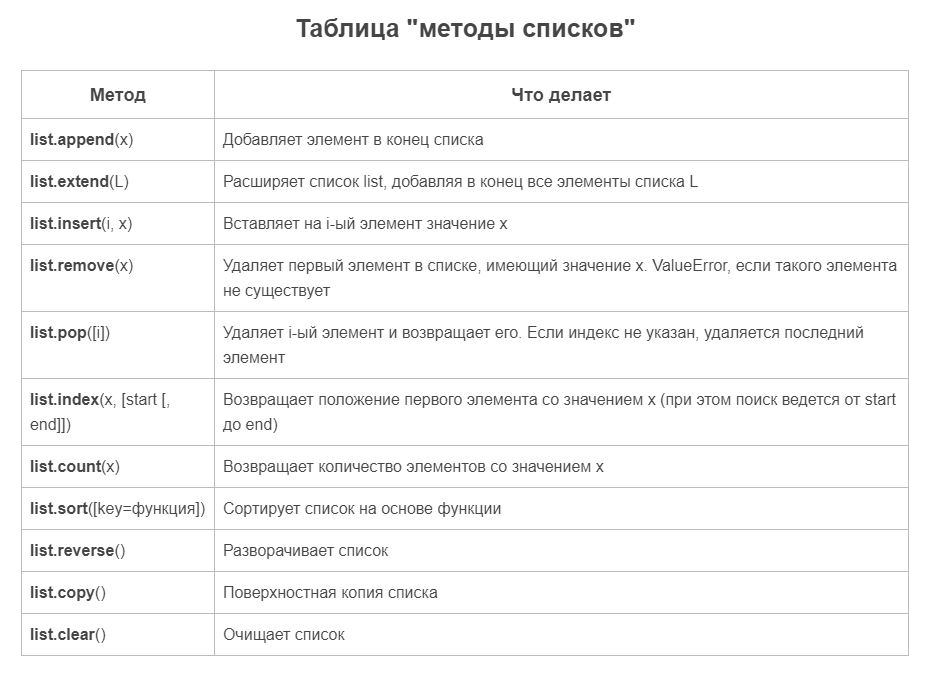 Таблица "методы списков"
Метод
Что делает
list.append(x)
Добавляет элемент в конец списка
list.extend(L)
Расширяет список list, добавляя в конец все элементы списка L
list.insert(i, x)
Вставляет на i-ый элемент значение x
list.remove(x)
Удаляет первый элемент в списке, имеющий значение x. ValueError, если такого элемента
не существует
list.pop([i])
Удаляет i-ый элемент и возвращает его. Если индекс не указан, удаляется последний
элемент
list.index(x, [start [,
end]])
Возвращает положение первого элемента со значением x (при этом поиск ведется от start
до end)
list.count(x)
Возвращает количество элементов со значением x
list.sort([key=функция])
Сортирует список на основе функции
list.reverse()
Разворачивает список
list.copy()
Поверхностная копия списка
list.clear()
Очищает список